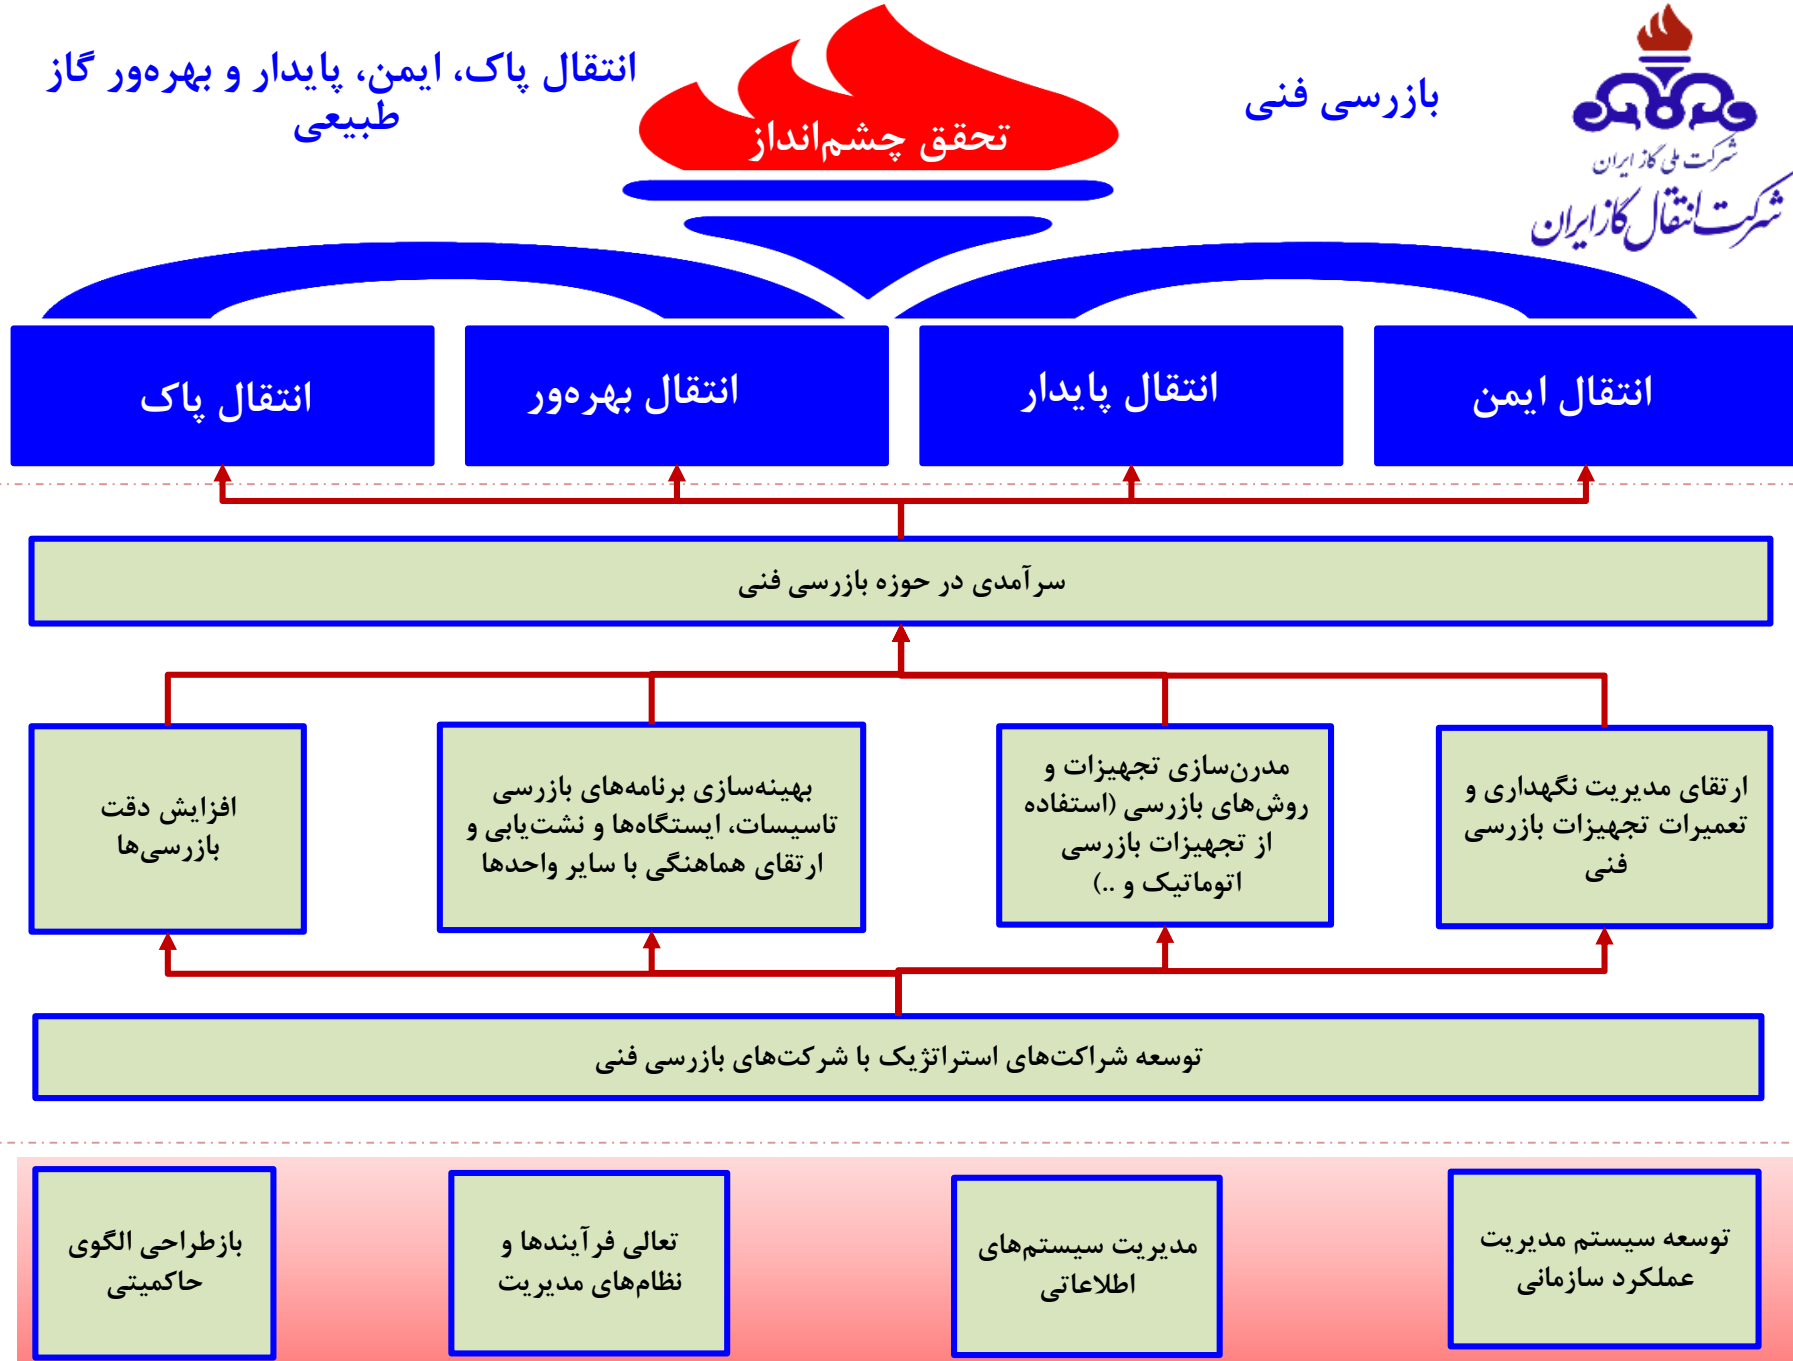 شرکت ملی گاز ایران
شرکت انتقال گاز ایران
بازرسی فنی
تحقق چشم‌انداز
انتقال پاک، ایمن، پایدار و بهره‌ور گاز
طبیعی
انتقال ایمن
انتقال پایدار
انتقال بهره‌ور
انتقال پاک
سرآمدی در حوزه بازرسی فنی
ارتقای مدیریت نگهداری و
تعمیرات تجهیزات بازرسی
فنی
مدرن‌سازی تجهیزات و
روش‌های بازرسی (استفاده
از تجهیزات بازرسی
اتوماتیک و ..)
بهینه‌سازی برنامه‌های بازرسی
تاسیسات، ایستگاه‌ها و نشت‌یابی و
ارتقای هماهنگی با سایر واحدها
افزایش دقت
بازرسی‌ها
توسعه شراکت‌های استراتژیک با شرکت‌های بازرسی فنی
توسعه سیستم مدیریت
عملکرد سازمانی
مدیریت سیستم‌های
اطلاعاتی
تعالی فرآیندها و
نظام‌های مدیریت
بازطراحی الگوی
حاکمیتی